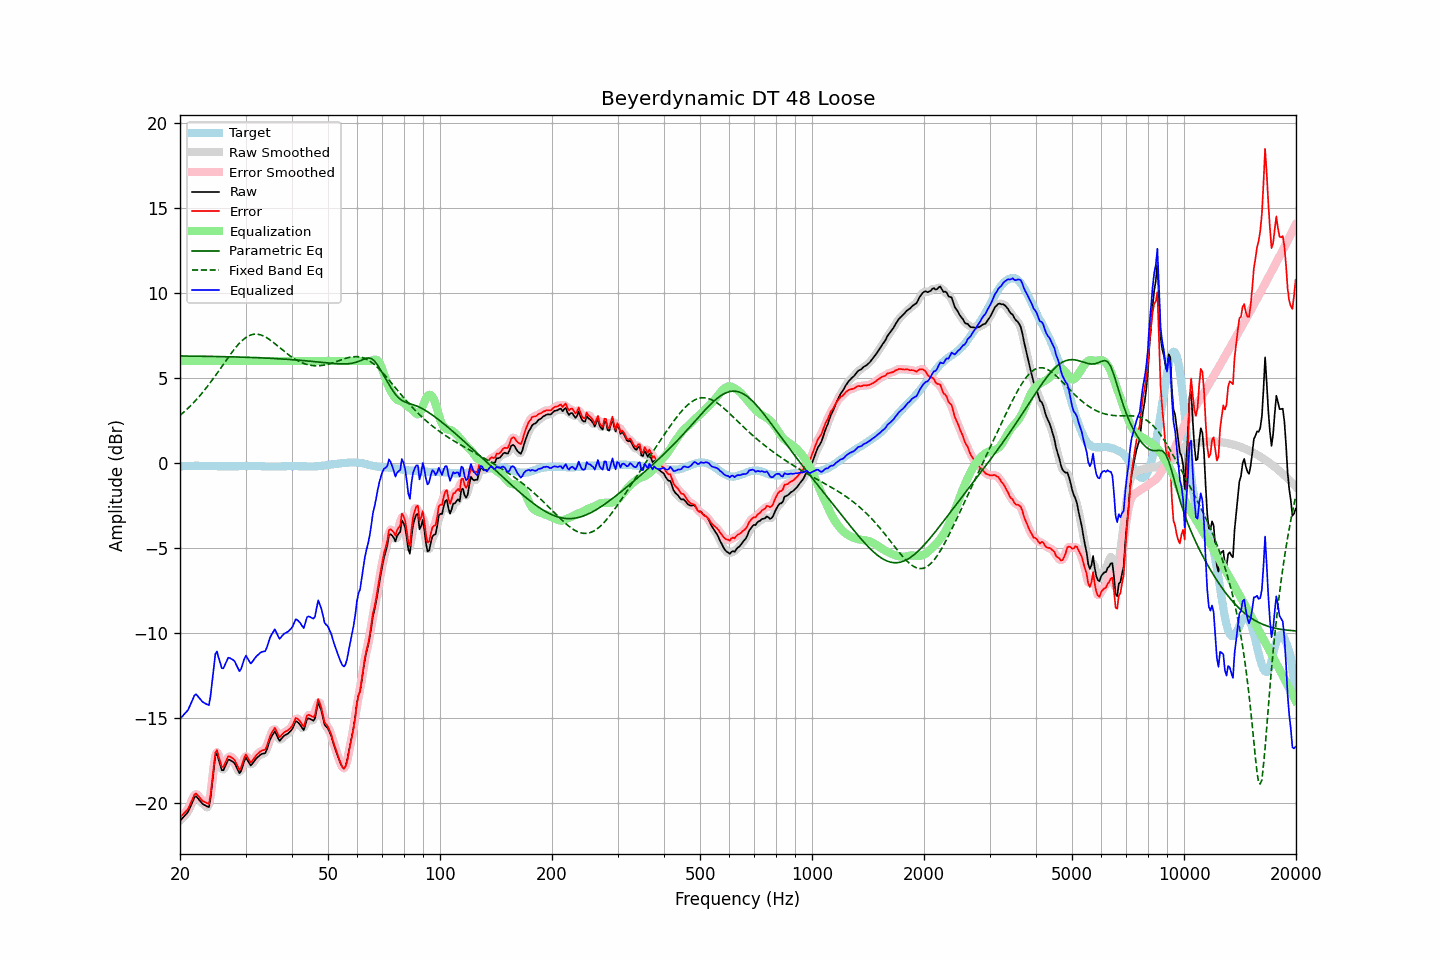 Beyerdynamic DT 48 Loose
Target
Raw Smoothed
Error Smoothed
Raw
Error
Equalization
Parametric Eq
Fixed Band Eq
Equalized
20
15
10
5
0
−5
−10
−15
−20
Amplitude (dBr)
20
50
100
200
500
1000
2000
5000
10000
20000
Frequency (Hz)